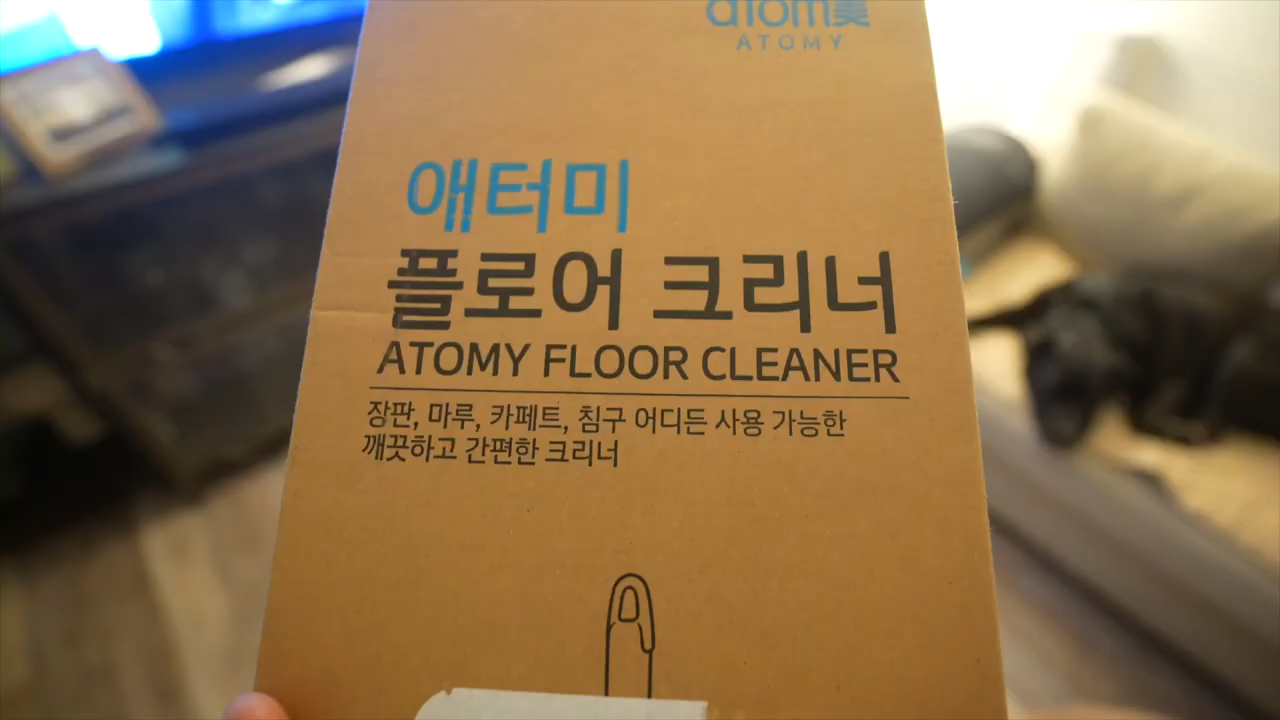 atom美
ATOMY
애터미
플로어 크리너
ATOMY FLOOR CLEANER
장판, 마루, 카페트, 침구 어디든 사용 가능한
깨끗하고 간편한 크리너